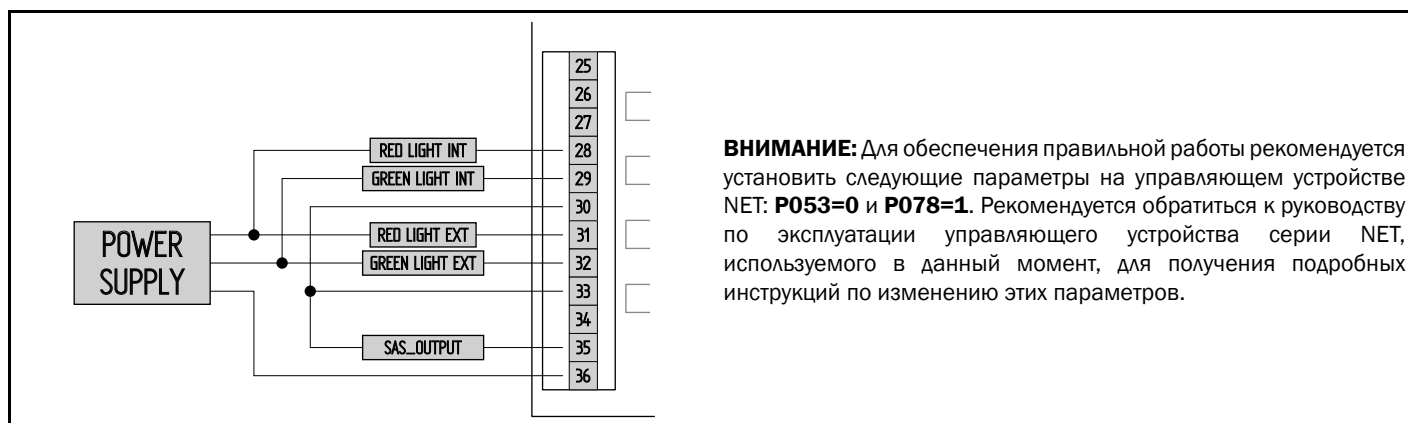 25
26
27
RED LIGHT INT 28
GREEN LIGHT INT 29
30
RED LIGHT EXT 31
GREEN LIGHT EXT 32
33
34
SAS_OUTPUT 35
36
POWER
SUPPLY
ВНИМАНИЕ: Для обеспечения правильной работы рекомендуется
установить следующие параметры на управляющем устройстве
NET: P053=0 и P078=1. Рекомендуется обратиться к руководству
по эксплуатации управляющего устройства серии NET,
используемого в данный момент, для получения подробных
инструкций по изменению этих параметров.